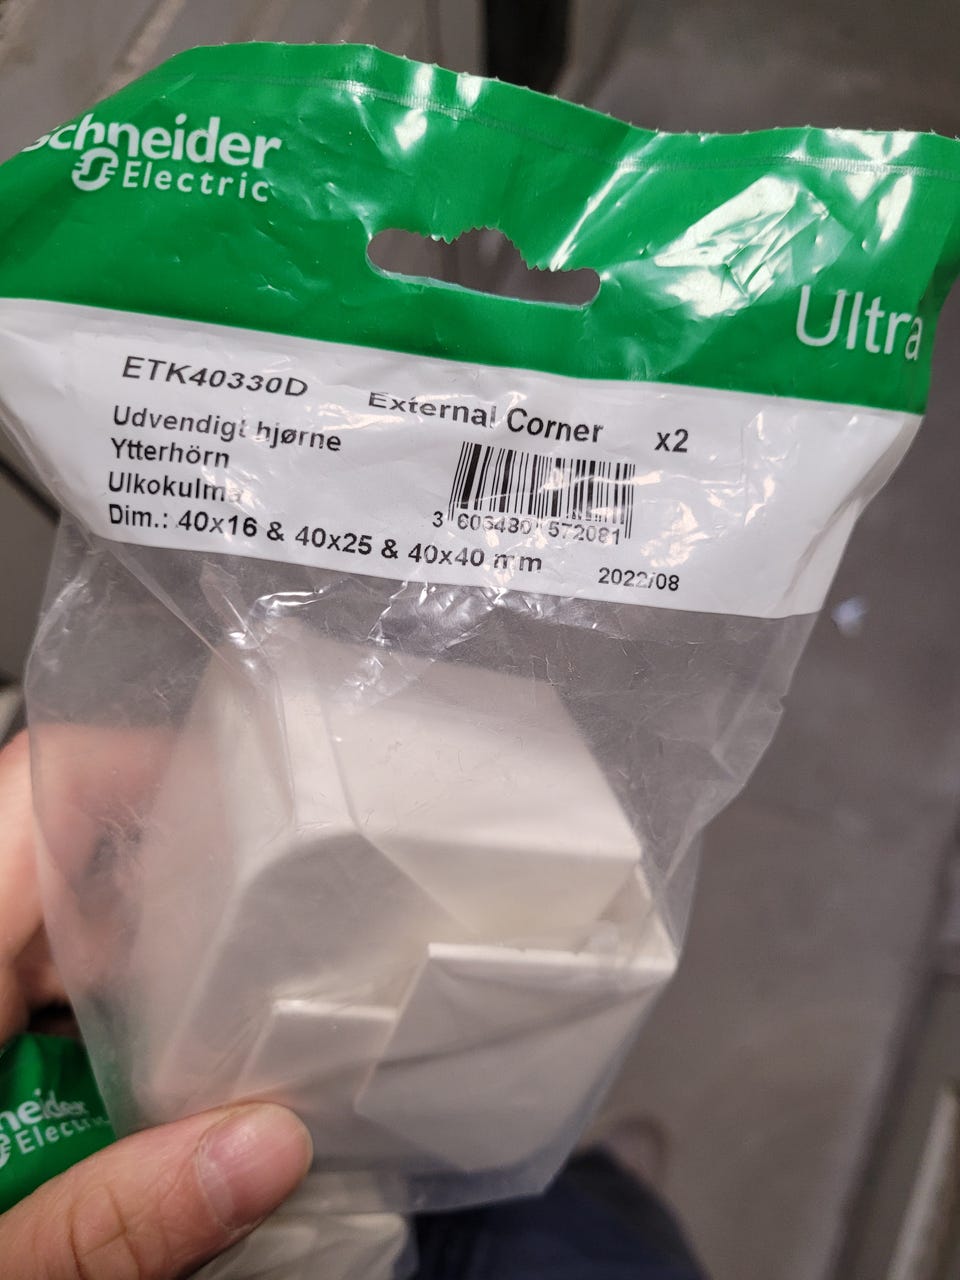 Schneider
Electric
Ultra
ETK40330D
External Corner x2
Udvendigt hjørne
Ytterhörn
Ulkokulma
Dim.: 40x16 & 40x25 & 40x40 mm
3 606480 572081
2022/08
neider
Electric